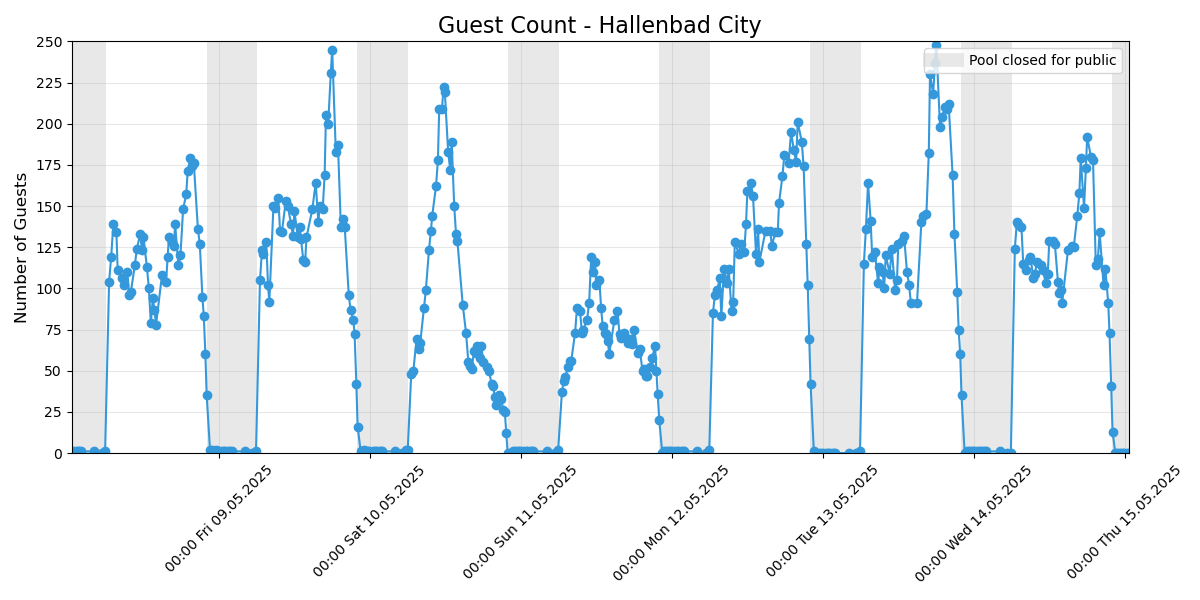 Guest Count - Hallenbad City
Pool closed for public
Number of Guests
250
225
200
175
150
125
100
75
50
25
0
00:00 Fri 09.05.2025
00:00 Sat 10.05.2025
00:00 Sun 11.05.2025
00:00 Mon 12.05.2025
00:00 Tue 13.05.2025
00:00 Wed 14.05.2025
00:00 Thu 15.05.2025